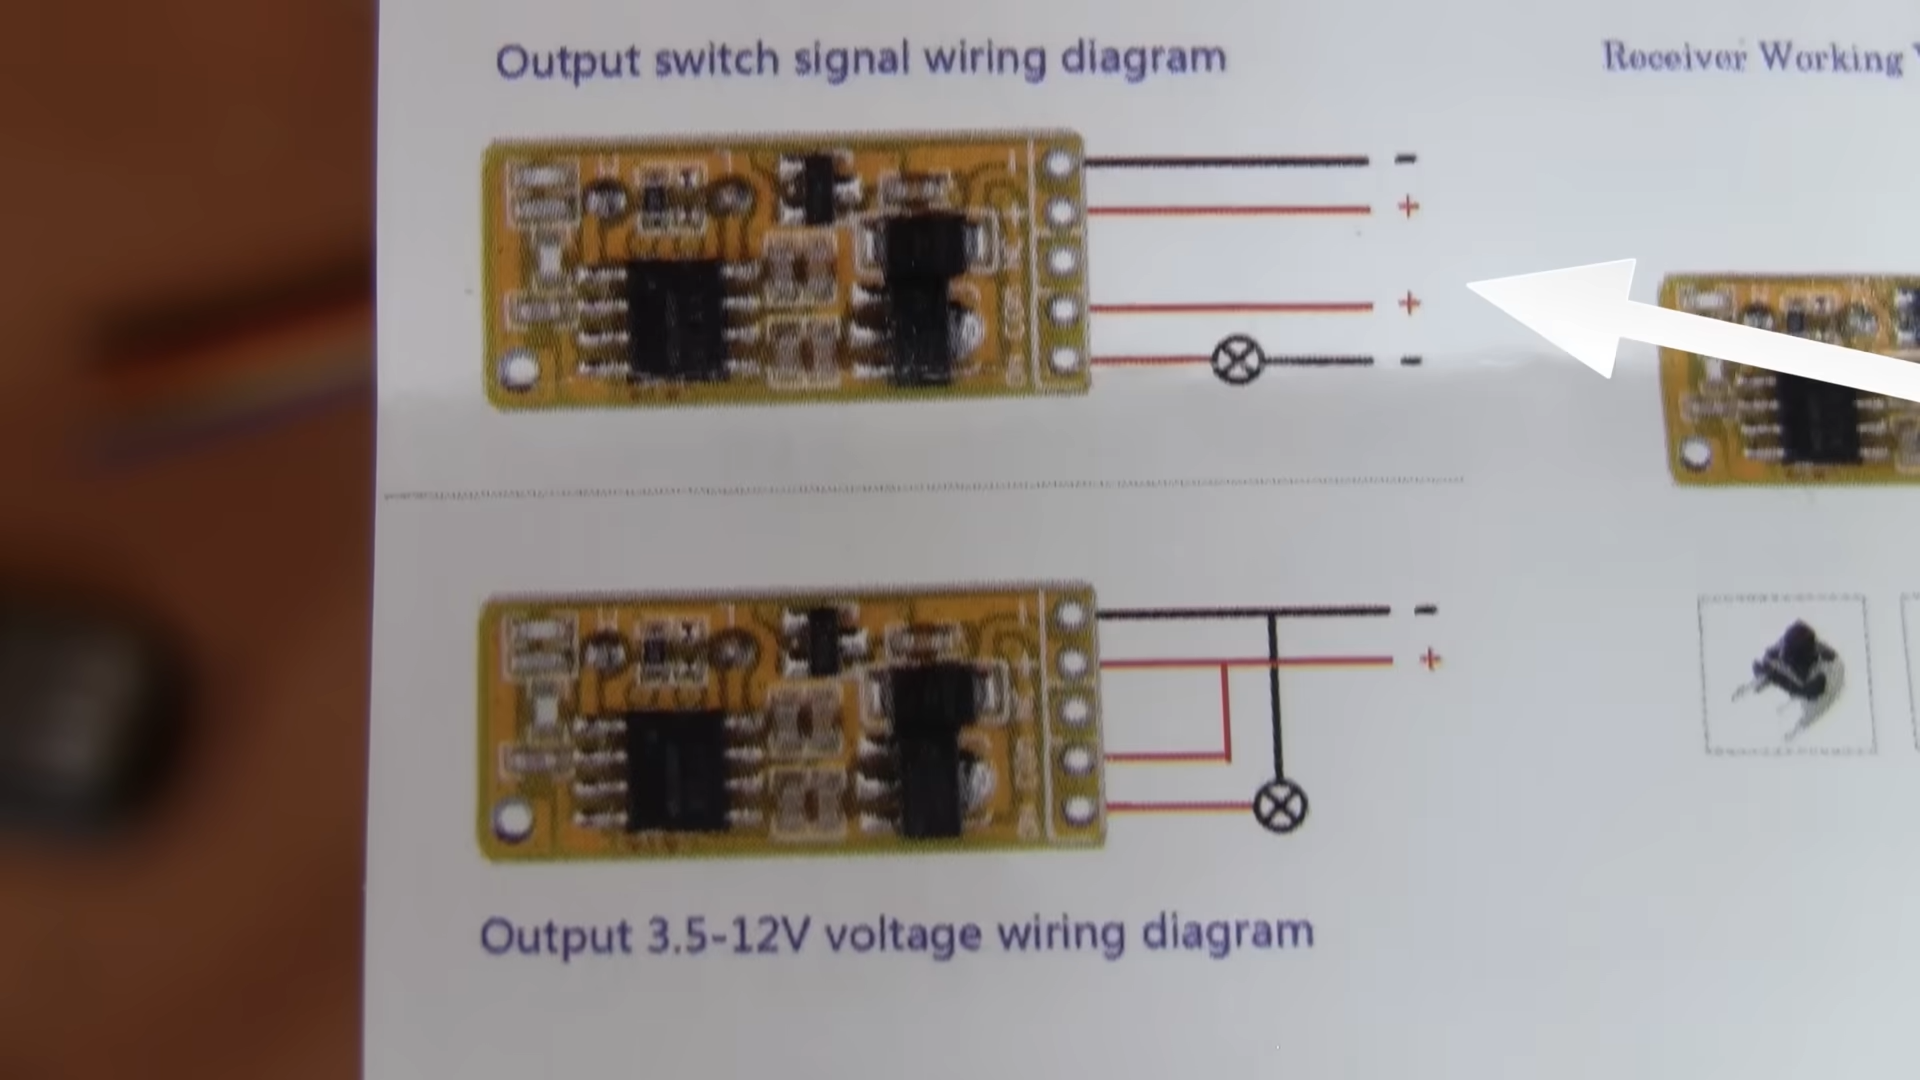 Output switch signal wiring diagram
Receiver Working
-
+
+
-
-
+
Output 3.5-12V voltage wiring diagram